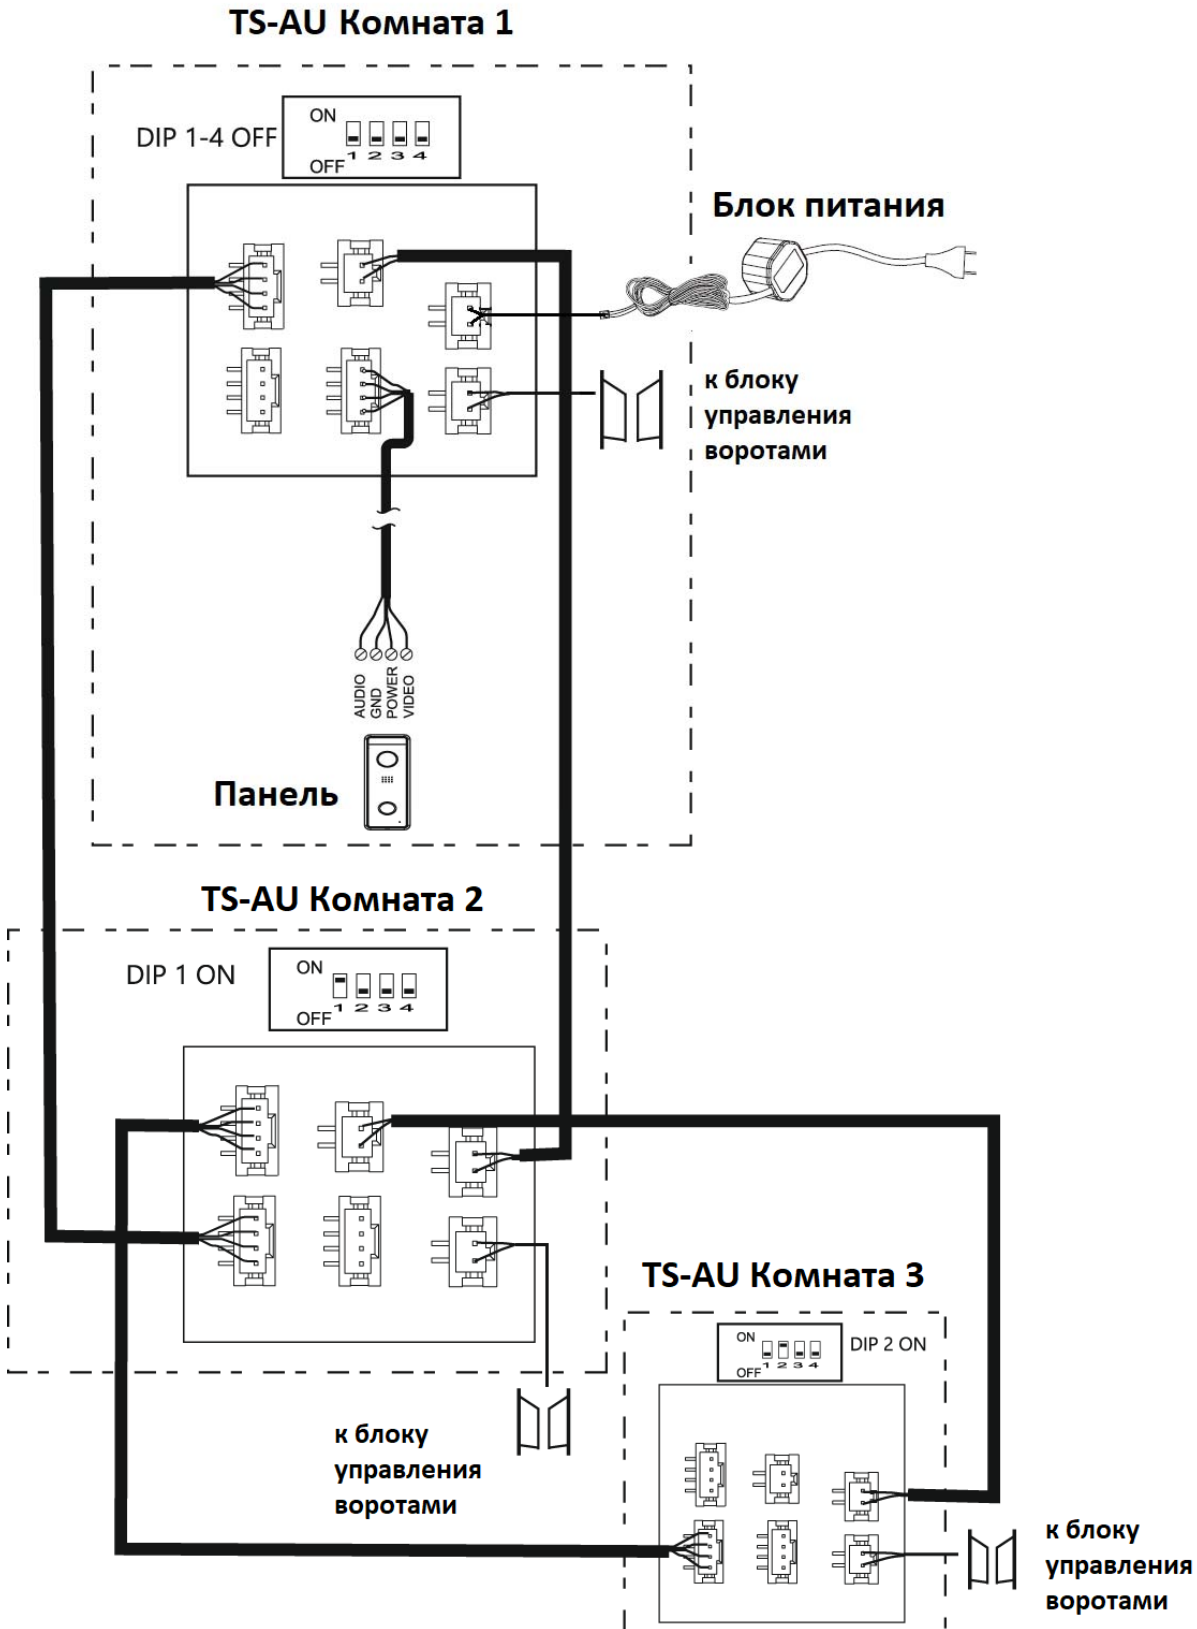 TS-AU Комната 1
DIP 1-4 OFF
ON
1 2 3 4
OFF
Блок питания
к блоку
управления
воротами
AUDIO
GND
POWER
VIDEO
Панель
TS-AU Комната 2
DIP 1 ON
ON
1 2 3 4
OFF
TS-AU Комната 3
ON
1 2 3 4
OFF
DIP 2 ON
к блоку
управления
воротами
к блоку
управления
воротами